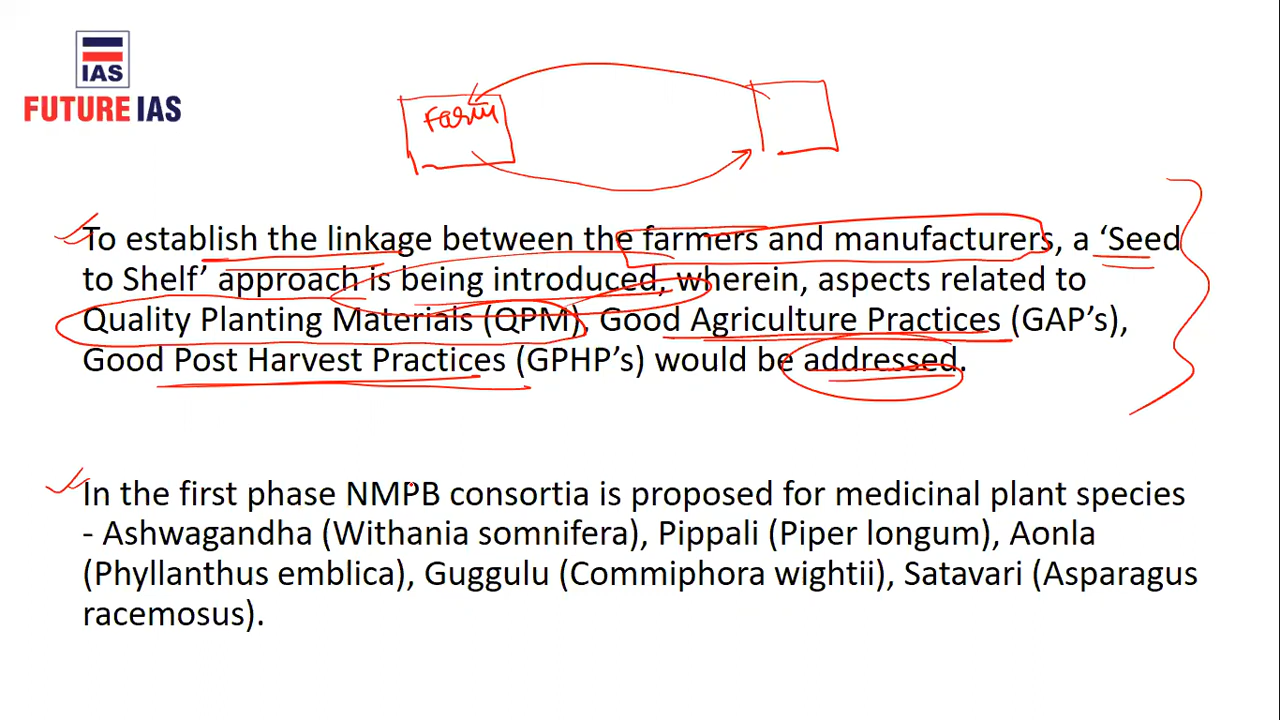 IAS
FUTURE IAS
Farm
To establish the linkage between the farmers and manufacturers, a ‘Seed
to Shelf’ approach is being introduced, wherein, aspects related to
Quality Planting Materials (QPM), Good Agriculture Practices (GAP’s),
Good Post Harvest Practices (GPHP’s) would be addressed.
In the first phase NMPB consortia is proposed for medicinal plant species
- Ashwagandha (Withania somnifera), Pippali (Piper longum), Aonla
(Phyllanthus emblica), Guggulu (Commiphora wightii), Satavari (Asparagus
racemosus).